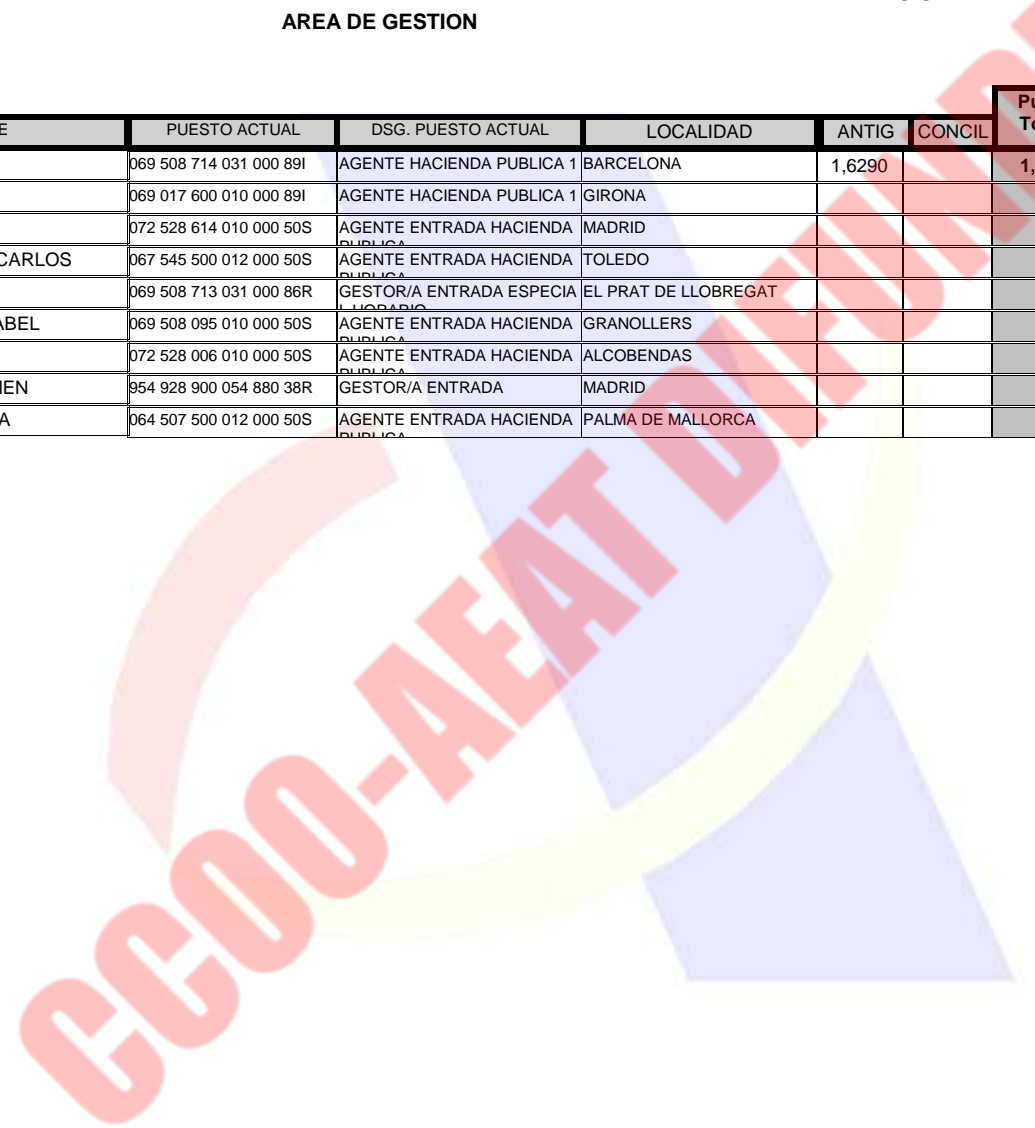 AREA DE GESTION
E PUESTO ACTUAL DSG. PUESTO ACTUAL LOCALIDAD ANTIG CONCIL
069 508 714 031 000 89I AGENTE HACIENDA PUBLICA 1 BARCELONA 1,6290 1,
069 017 600 010 000 89I AGENTE HACIENDA PUBLICA 1 GIRONA
072 528 614 010 000 50S AGENTE ENTRADA HACIENDA MADRID
CARLOS 067 545 500 012 000 50S AGENTE ENTRADA HACIENDA TOLEDO
069 508 713 031 000 86R GESTOR/A ENTRADA ESPECIA EL PRAT DE LLOBREGAT
ABEL 069 508 095 010 000 50S AGENTE ENTRADA HACIENDA GRANOLLERS
072 528 006 010 000 50S AGENTE ENTRADA HACIENDA ALCOBENDAS
MEN 954 928 900 054 880 38R GESTOR/A ENTRADA MADRID
A 064 507 500 012 000 50S AGENTE ENTRADA HACIENDA PALMA DE MALLORCA
CCOO-AEAT DIFUND